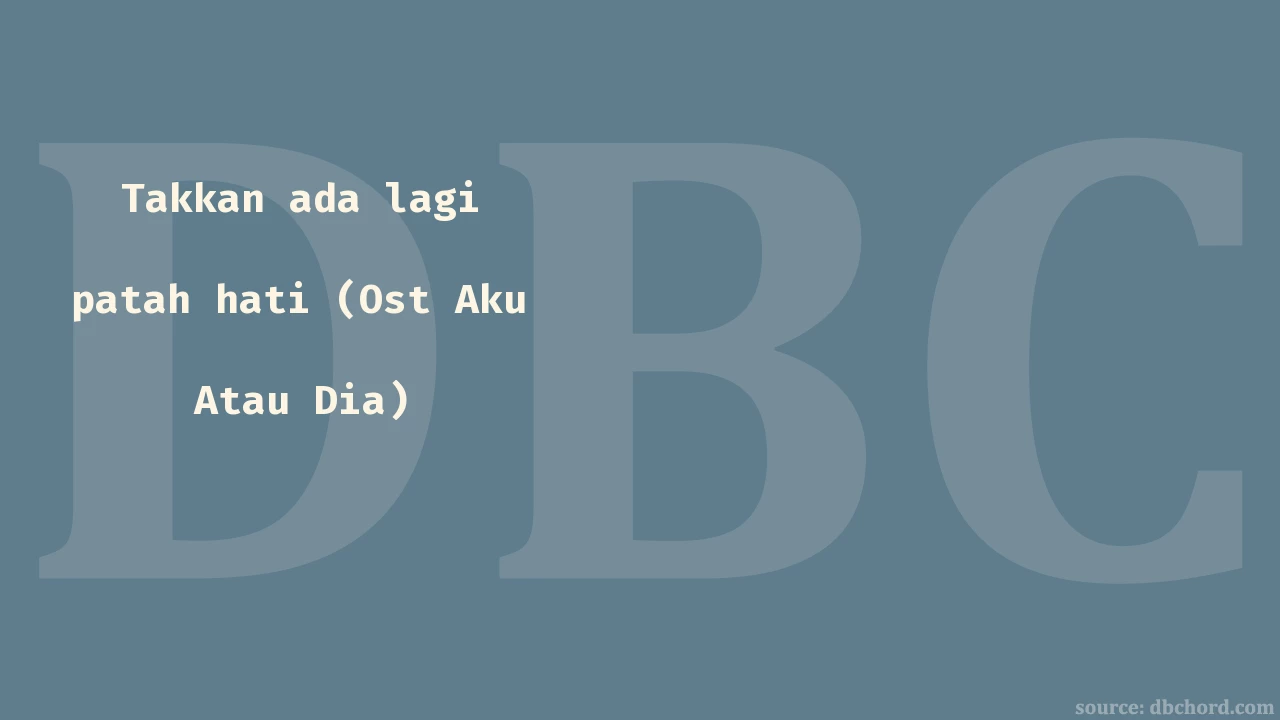 DBC
Takkan ada lagi
patah hati (Ost Aku
Atau Dia)
source: dbchord.com